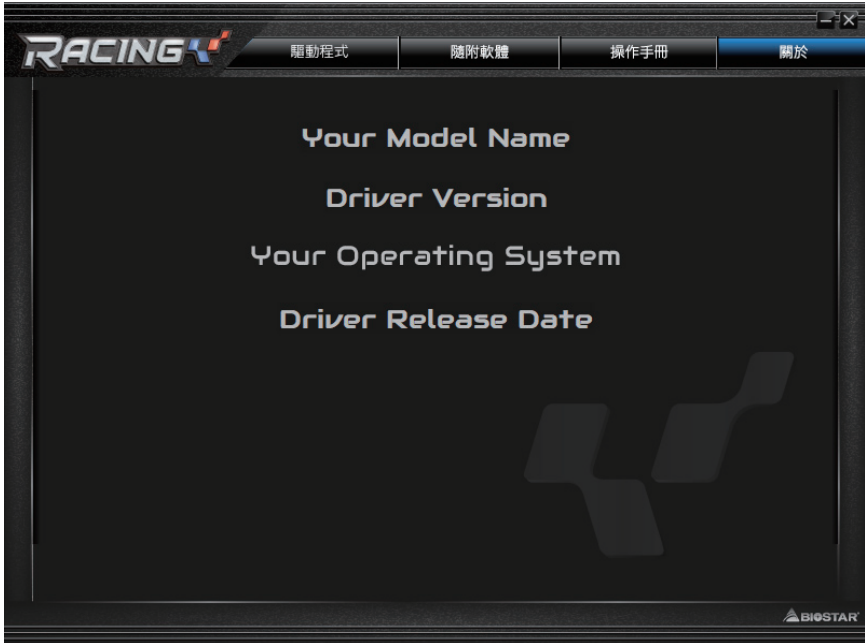 RACING
驅動程式 隨附軟體 操作手冊 關於
Your Model Name
Driver Version
Your Operating System
Driver Release Date
BIOSTAR